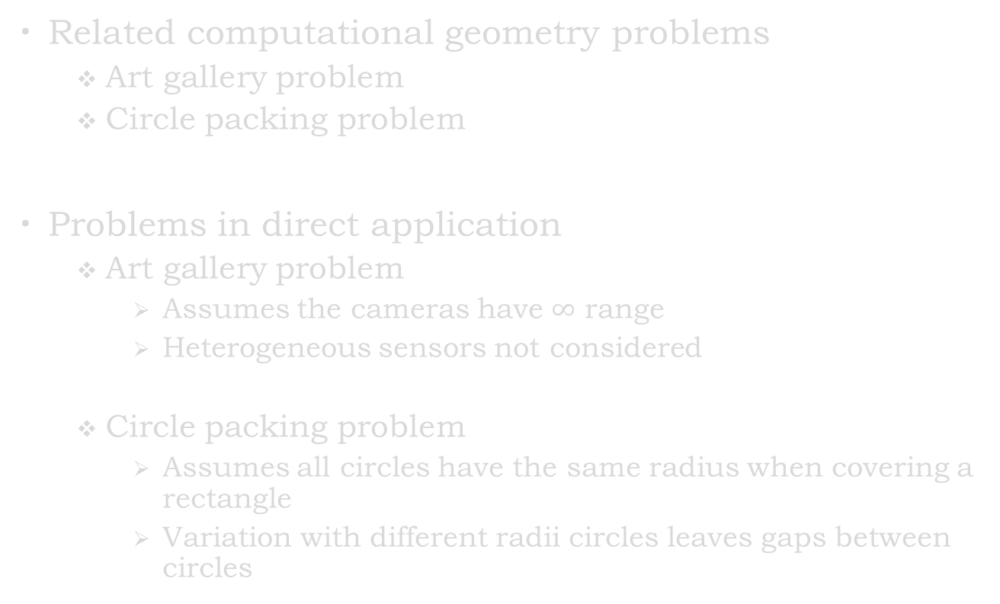 • Related computational geometry problems
❖ Art gallery problem
❖ Circle packing problem
• Problems in direct application
❖ Art gallery problem
➢ Assumes the cameras have ∞ range
➢ Heterogeneous sensors not considered
❖ Circle packing problem
➢ Assumes all circles have the same radius when covering a
rectangle
➢ Variation with different radii circles leaves gaps between
circles